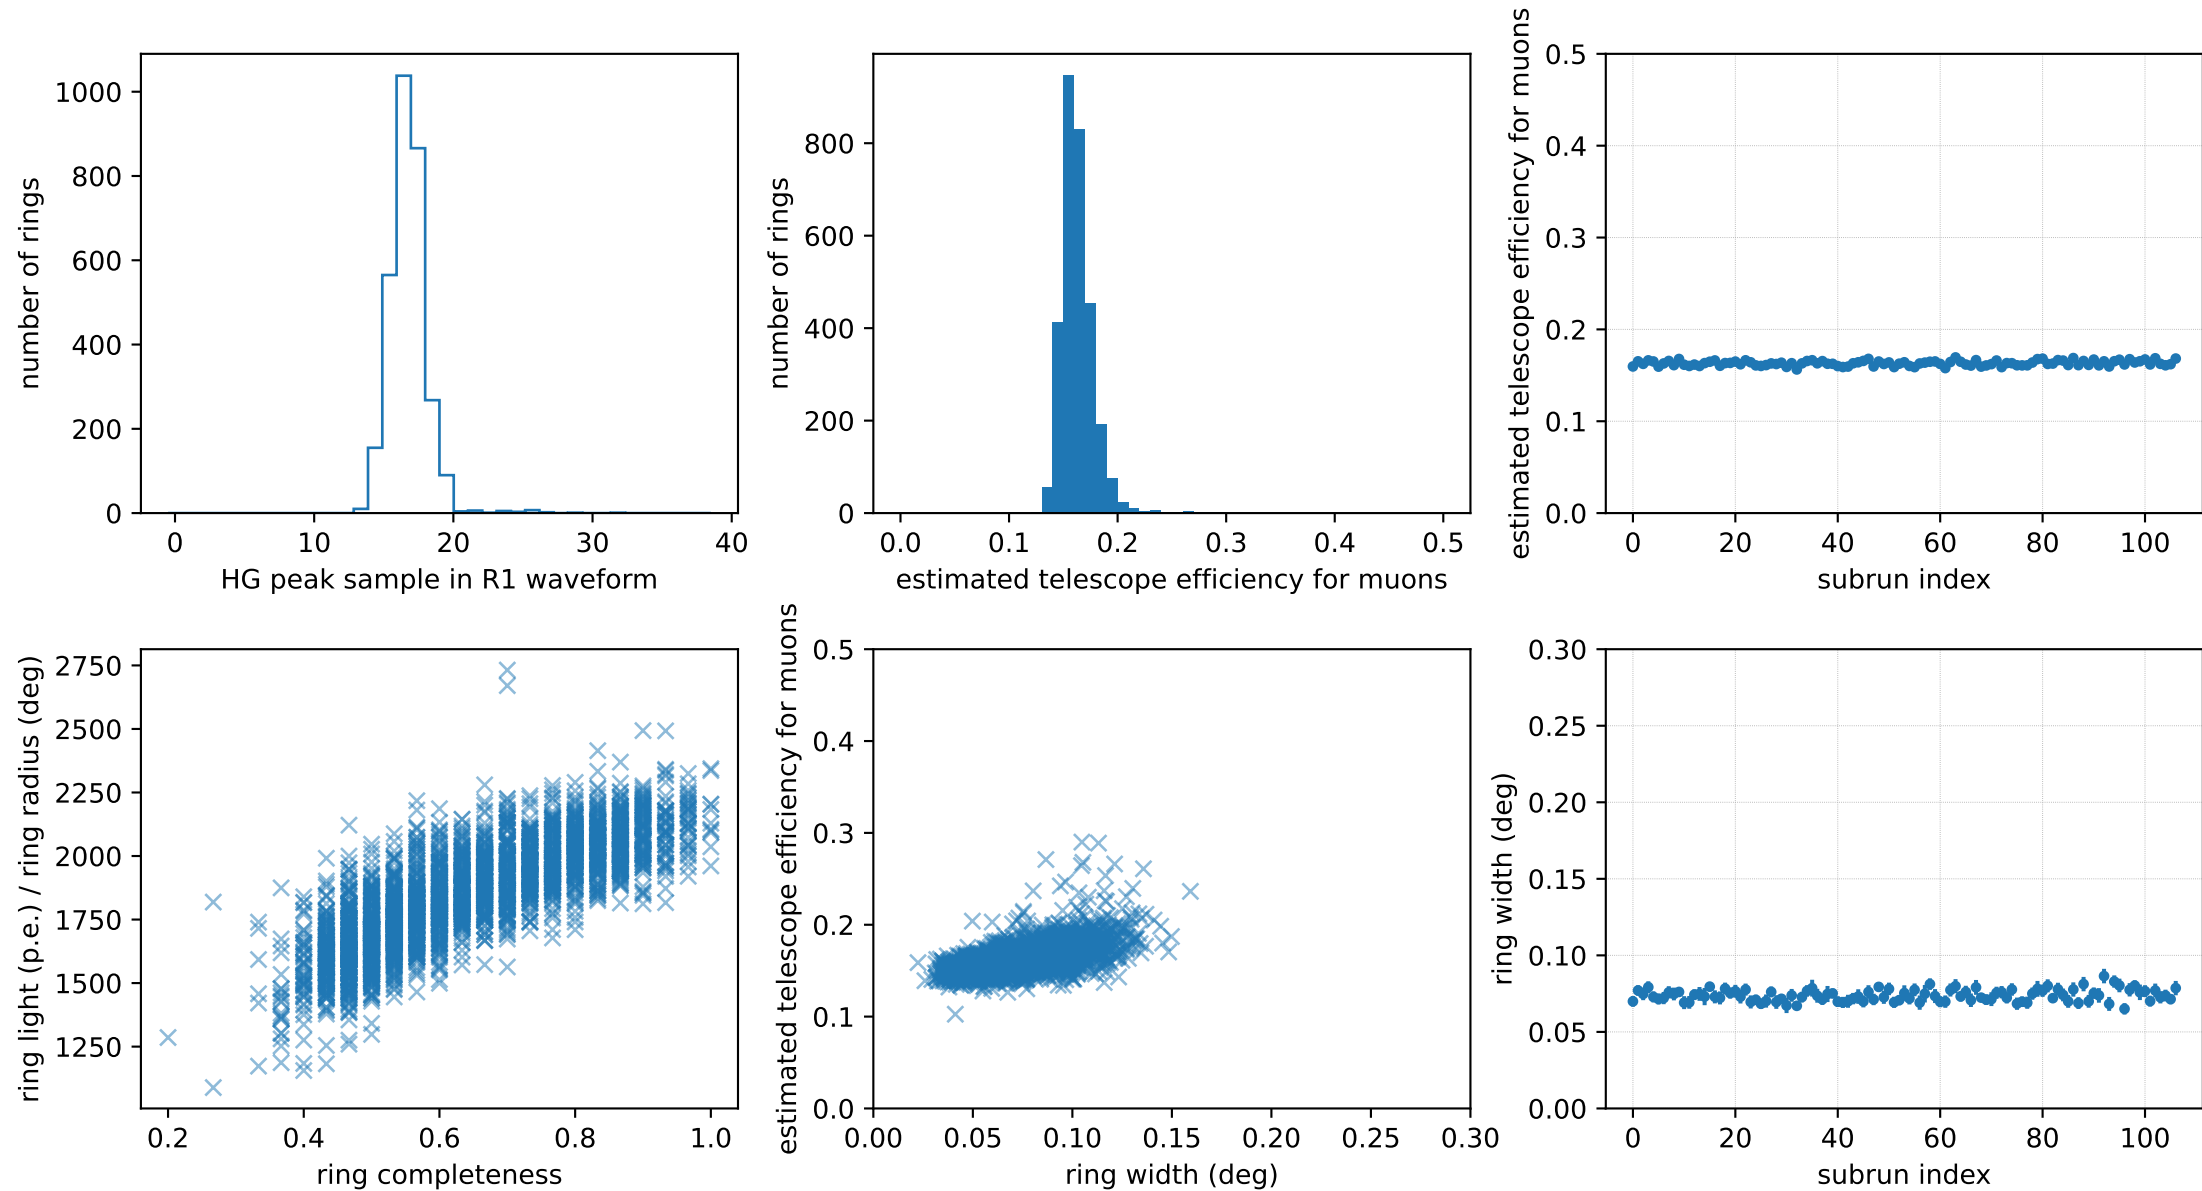 number of rings
1000
800
600
400
200
0
0 10 20 30 40
HG peak sample in R1 waveform
number of rings
800
600
400
200
0
0.0 0.1 0.2 0.3 0.4 0.5
estimated telescope efficiency for muons
estimated telescope efficiency for muons
0.5
0.4
0.3
0.2
0.1
0.0
0 20 40 60 80 100
subrun index
ring light (p.e.) / ring radius (deg)
2750
2500
2250
2000
1750
1500
1250
0.2 0.4 0.6 0.8 1.0
ring completeness
estimated telescope efficiency for muons
0.5
0.4
0.3
0.2
0.1
0.0
0.00 0.05 0.10 0.15 0.20 0.25 0.30
ring width (deg)
ring width (deg)
0.30
0.25
0.20
0.15
0.10
0.05
0.00
0 20 40 60 80 100
subrun index